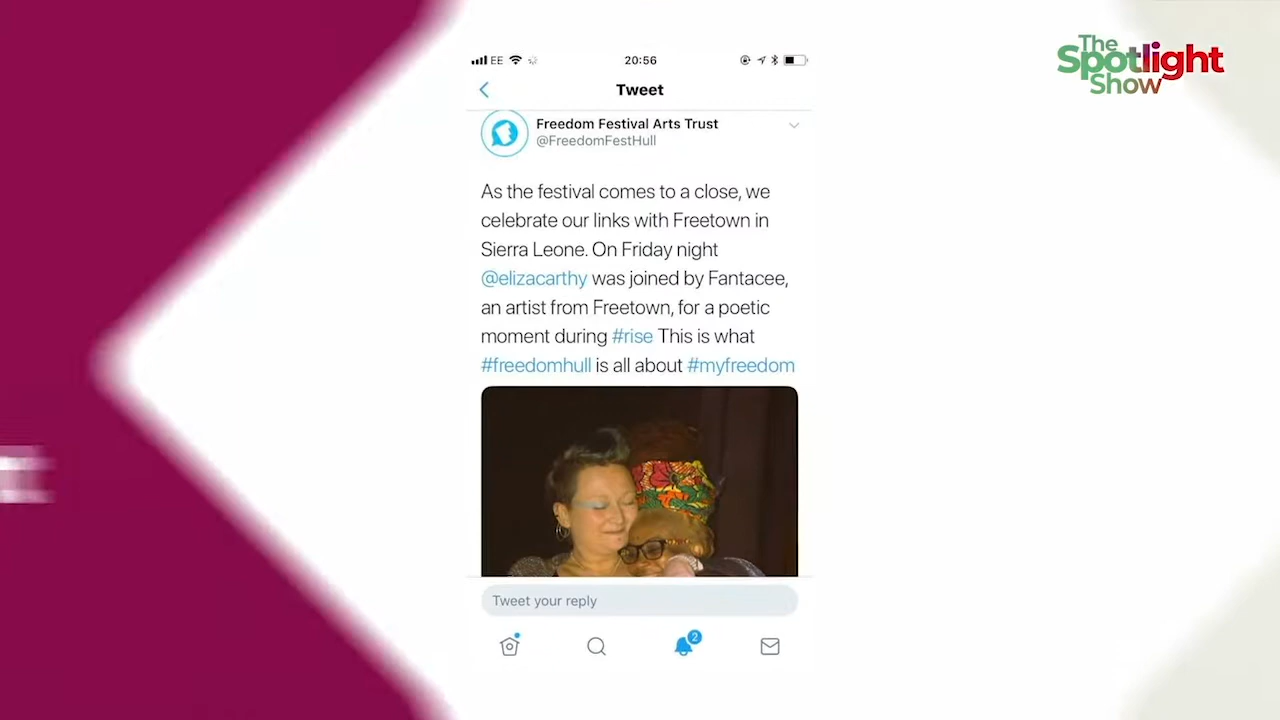 The
Spotlight
Show
EE
20:56
Tweet
Freedom Festival Arts Trust
@FreedomFestHull
As the festival comes to a close, we
celebrate our links with Freetown in
Sierra Leone. On Friday night
@elizacarthy was joined by Fantacee,
an artist from Freetown, for a poetic
moment during #rise This is what
#freedomhull is all about #myfreedom
Tweet your reply
2